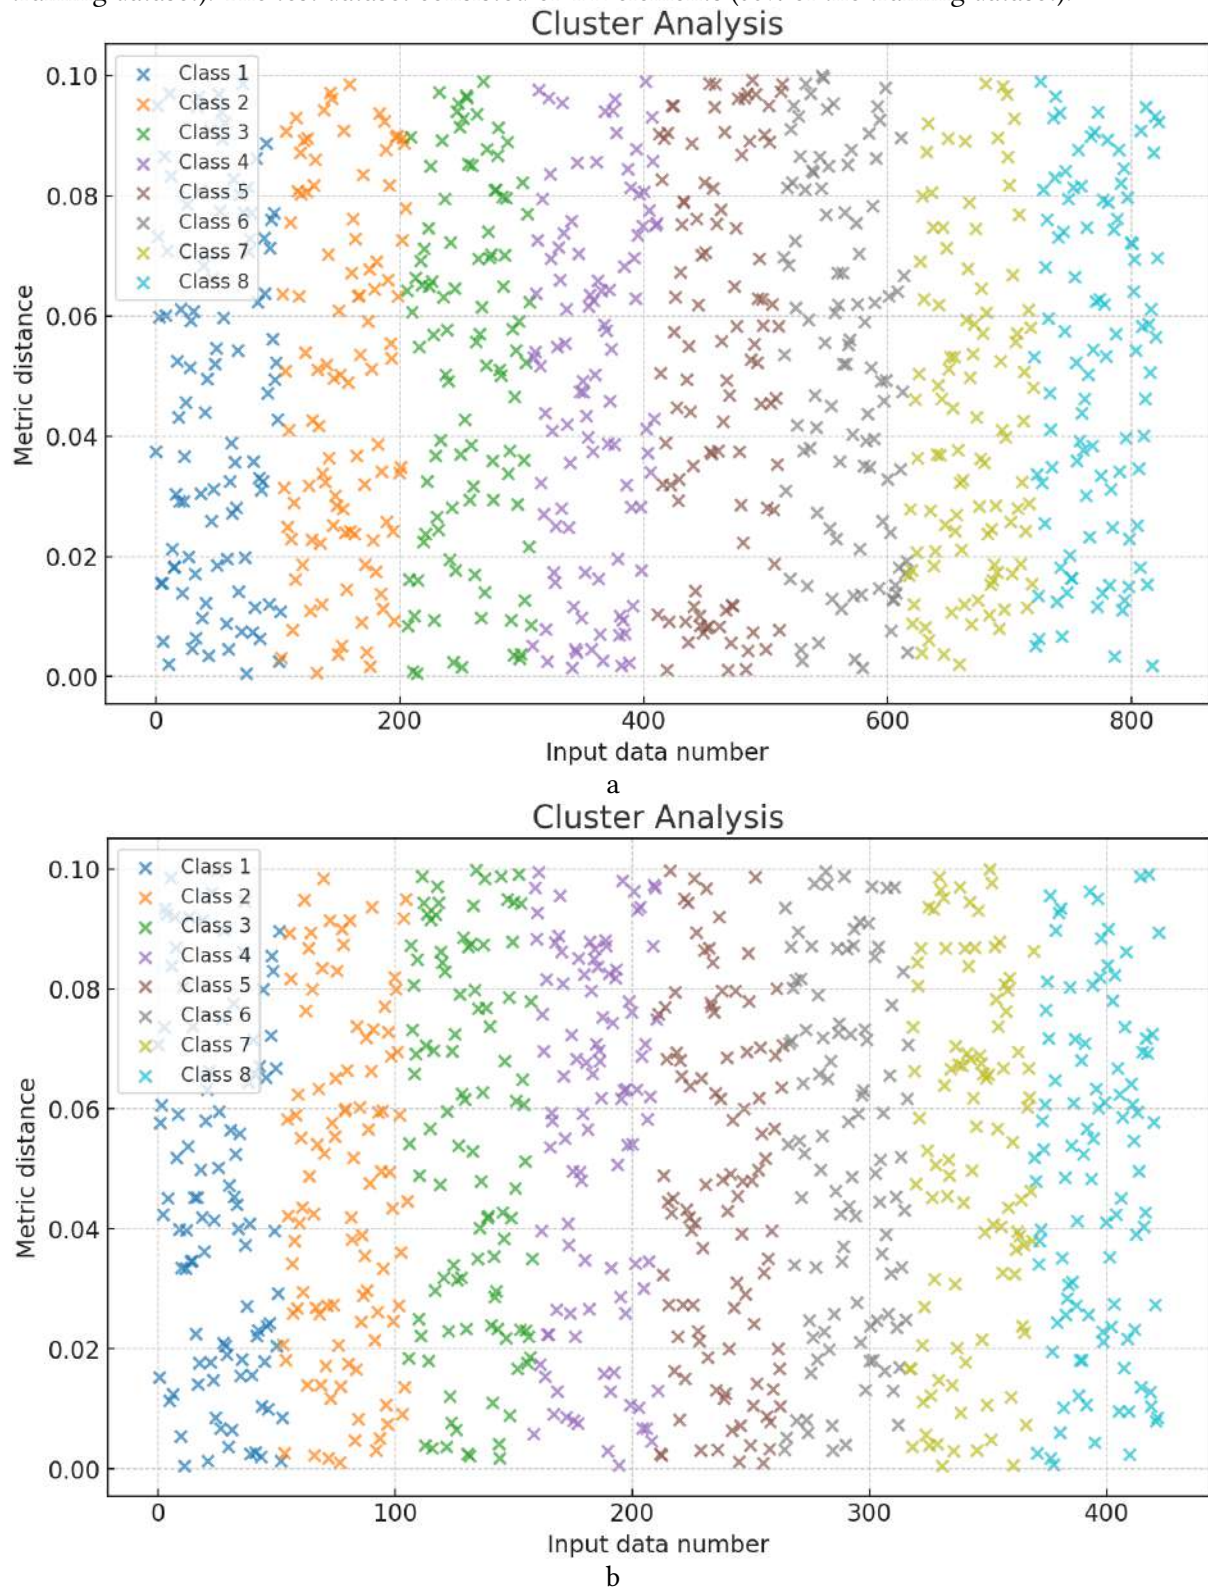 Cluster Analysis
0.10
0.08
0.06
0.04
0.02
0.00
Metric distance
Class 1
Class 2
Class 3
Class 4
Class 5
Class 6
Class 7
Class 8
0 200 400 600 800
Input data number
a
Cluster Analysis
0.10
0.08
0.06
0.04
0.02
0.00
Metric distance
Class 1
Class 2
Class 3
Class 4
Class 5
Class 6
Class 7
Class 8
0 100 200 300 400
Input data number
b